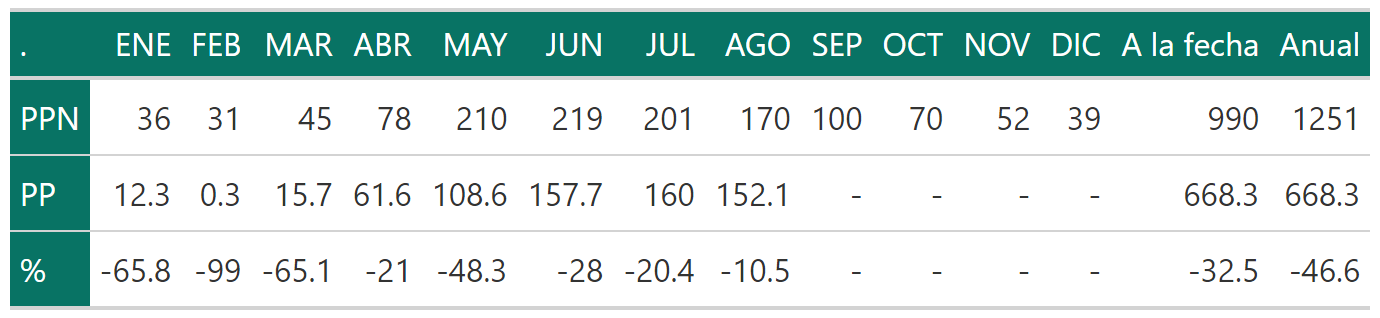 . ENE FEB MAR ABR MAY JUN JUL AGO SEP OCT NOV DIC A la fecha Anual
PPN 36 31 45 78 210 219 201 170 100 70 52 39 990 1251
PP 12.3 0.3 15.7 61.6 108.6 157.7 160 152.1 - - - - 668.3 668.3
% -65.8 -99 -65.1 -21 -48.3 -28 -20.4 -10.5 - - - - -32.5 -46.6